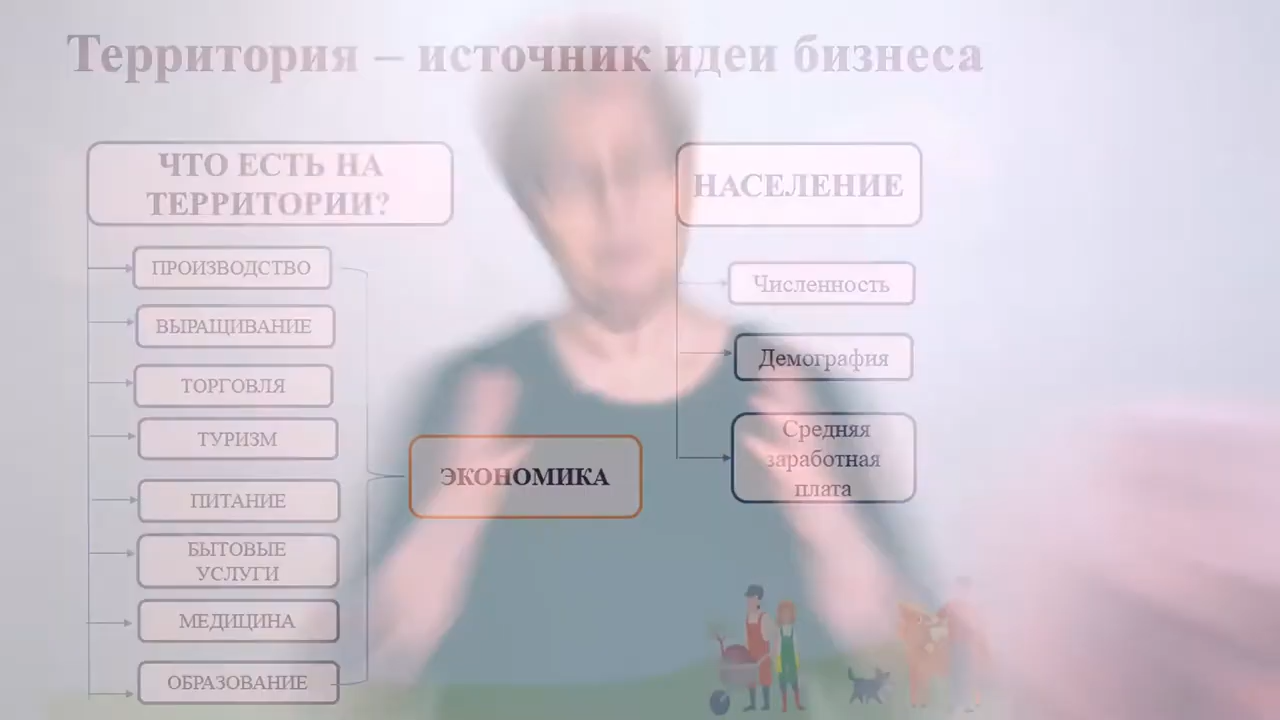 Территория – источник идеи бизнеса
ЧТО ЕСТЬ НА
ТЕРРИТОРИИ?
ПРОИЗВОДСТВО
ВЫРАЩИВАНИЕ
ТОРГОВЛЯ
ТУРИЗМ
ПИТАНИЕ
БЫТОВЫЕ
УСЛУГИ
МЕДИЦИНА
ОБРАЗОВАНИЕ
ЭКОНОМИКА
НАСЕЛЕНИЕ
Численность
Демография
Средняя
заработная
плата